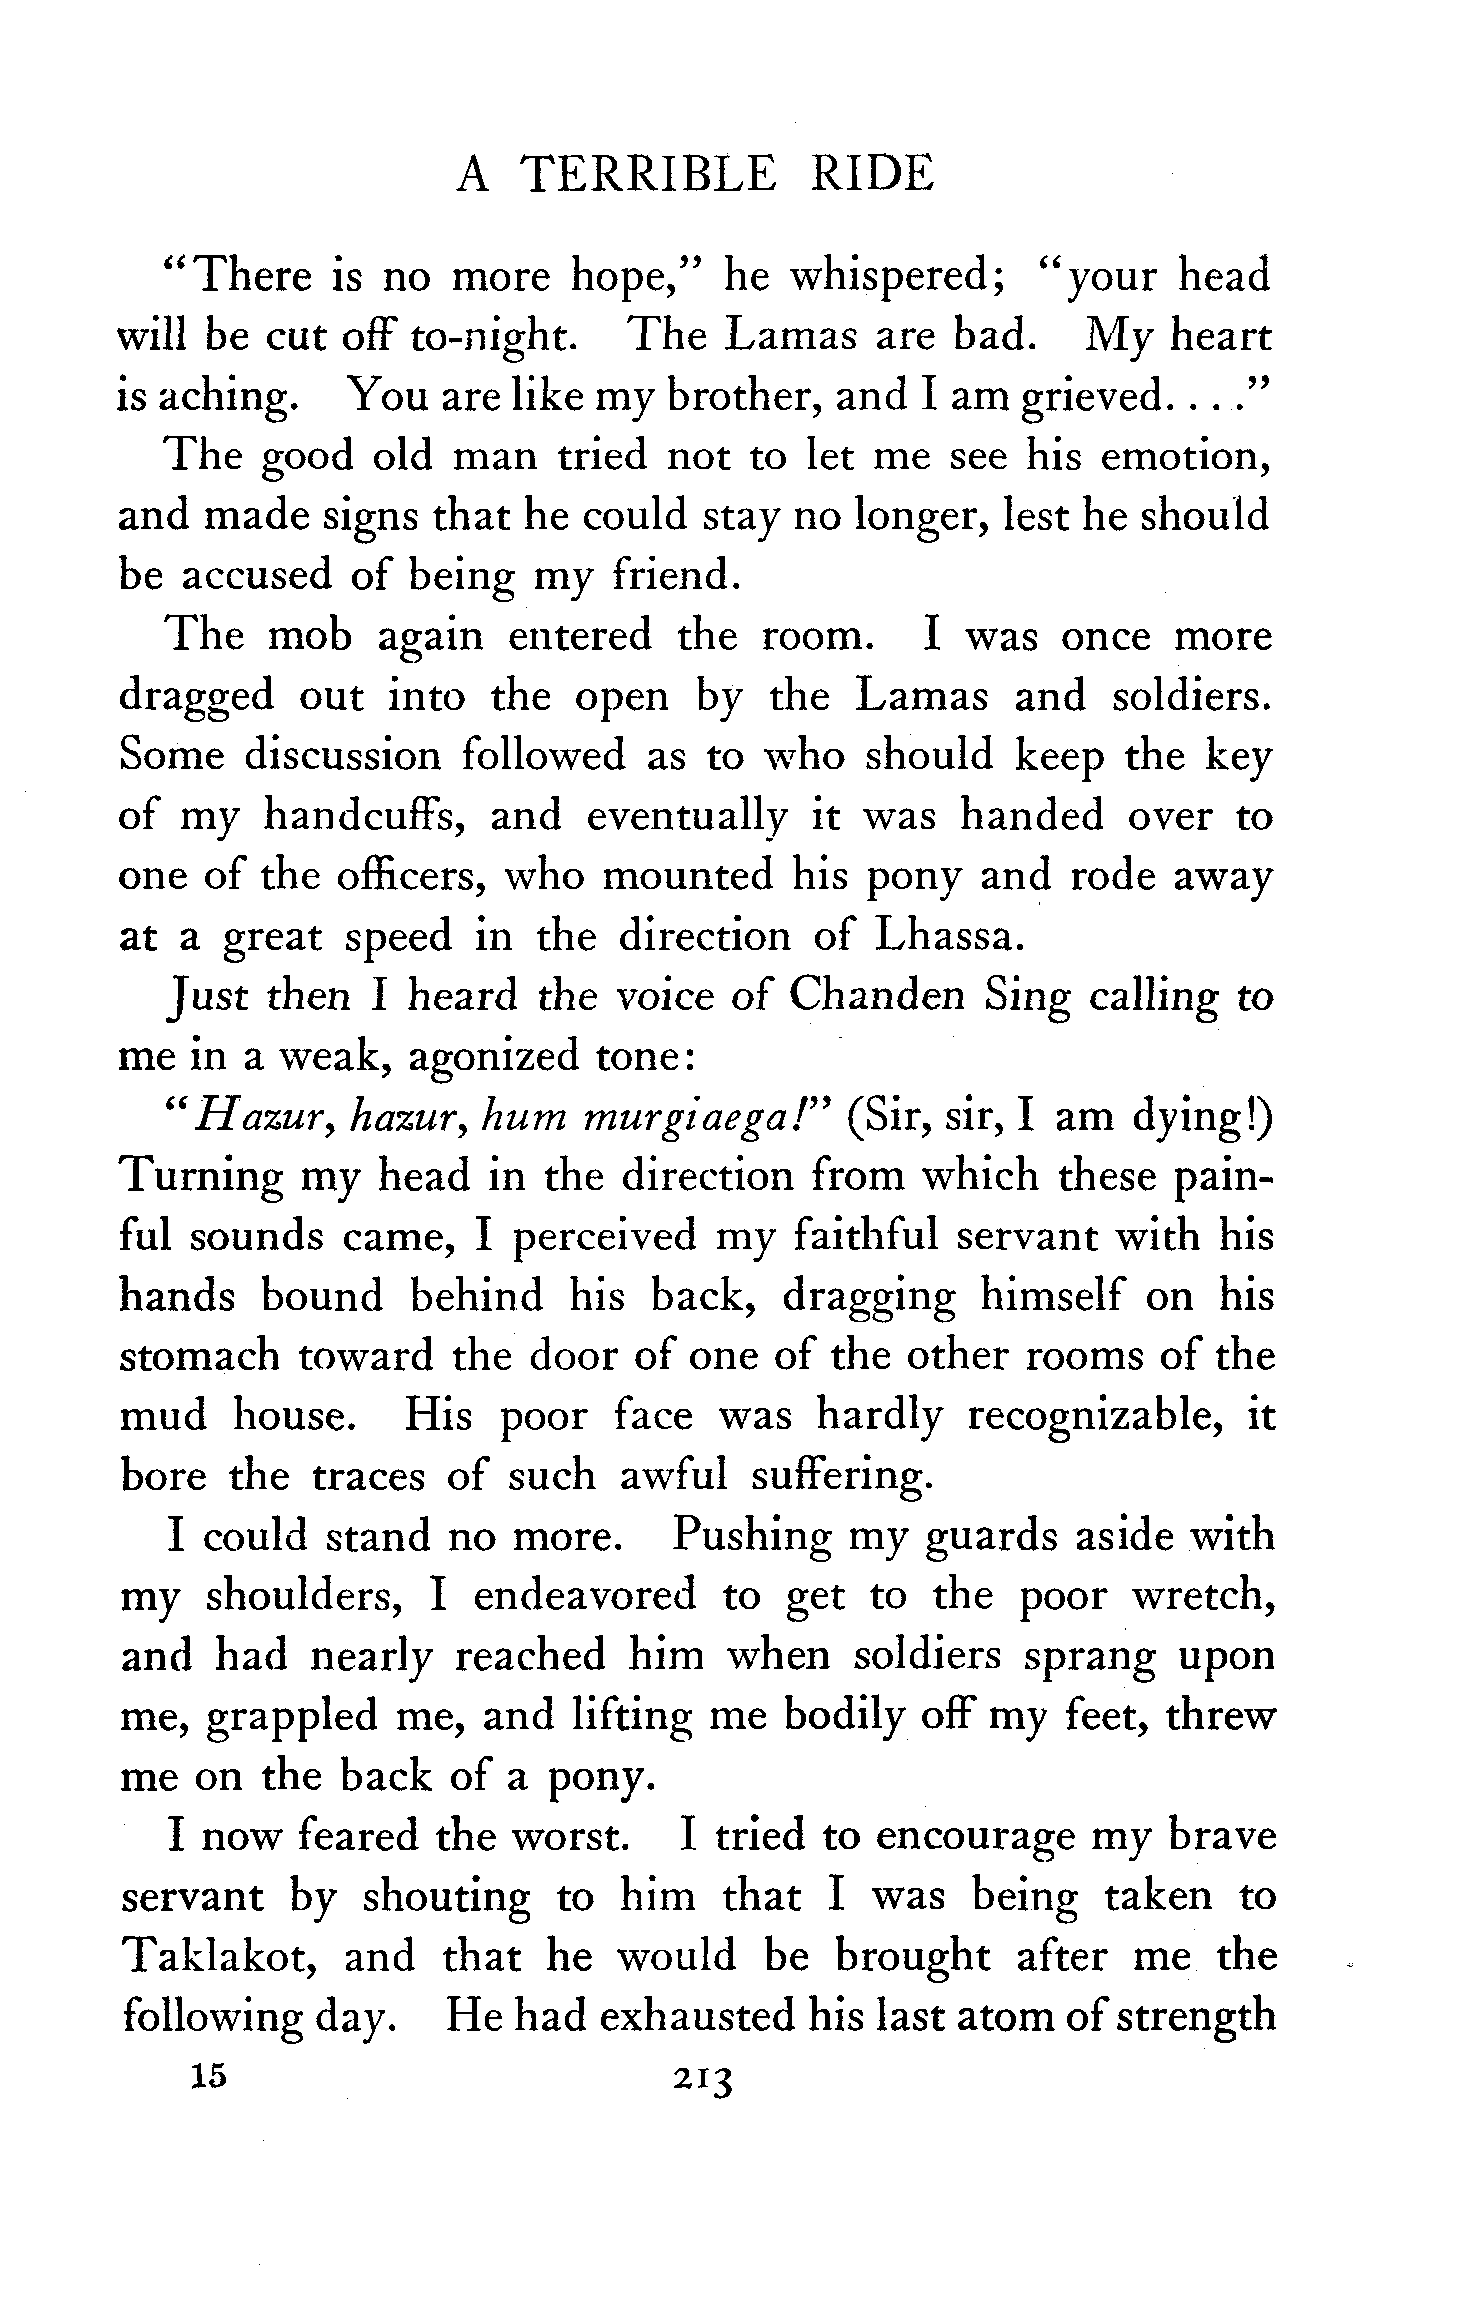 A TERRIBLE RIDE
“There is no more hope,” he whispered; “your head
will be cut off to-night. The Lamas are bad. My heart
is aching. You are like my brother, and I am grieved. . . .”
The good old man tried not to let me see his emotion,
and made signs that he could stay no longer, lest he should
be accused of being my friend.
The mob again entered the room. I was once more
dragged out into the open by the Lamas and soldiers.
Some discussion followed as to who should keep the key
of my handcuffs, and eventually it was handed over to
one of the officers, who mounted his pony and rode away
at a great speed in the direction of Lhassa.
Just then I heard the voice of Chanden Sing calling to
me in a weak, agonized tone:
“Hazur, hazur, hum murgiaega!” (Sir, sir, I am dying!)
Turning my head in the direction from which these pain-
ful sounds came, I perceived my faithful servant with his
hands bound behind his back, dragging himself on his
stomach toward the door of one of the other rooms of the
mud house. His poor face was hardly recognizable, it
bore the traces of such awful suffering.
I could stand no more. Pushing my guards aside with
my shoulders, I endeavored to get to the poor wretch,
and had nearly reached him when soldiers sprang upon
me, grappled me, and lifting me bodily off my feet, threw
me on the back of a pony.
I now feared the worst. I tried to encourage my brave
servant by shouting to him that I was being taken to
Taklakot, and that he would be brought after me the
following day. He had exhausted his last atom of strength
15 213